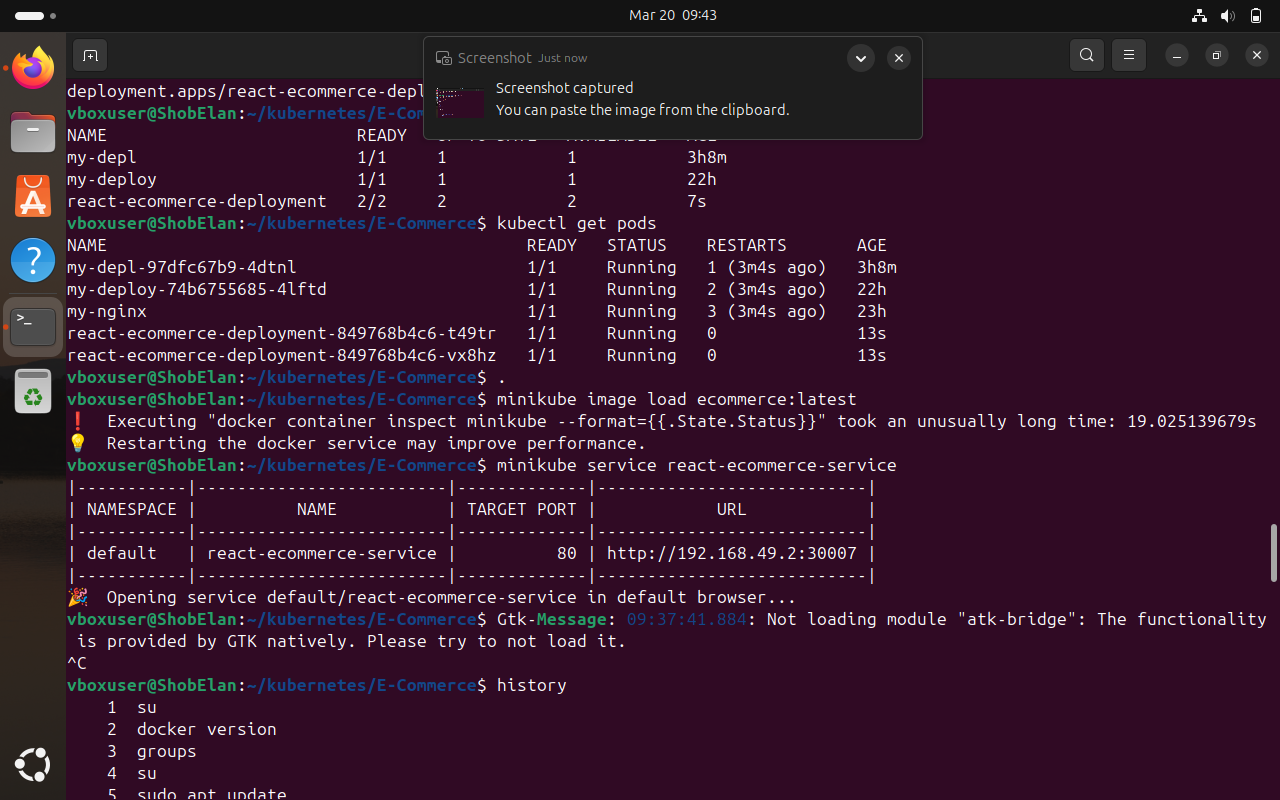 Mar 20 09:43
Screenshot Just now
Screenshot captured
You can paste the image from the clipboard.
deployment.apps/react-ecommerce-depl
vboxuser@ShobElan:~/kubernetes/E-Com
NAME READY
my-depl 1/1 1 1 3h8m
my-deploy 1/1 1 1 22h
react-ecommerce-deployment 2/2 2 2 7s
vboxuser@ShobElan:~/kubernetes/E-Commerce$ kubectl get pods
NAME READY STATUS RESTARTS AGE
my-depl-97dfc67b9-4dtnl 1/1 Running 1 (3m4s ago) 3h8m
my-deploy-74b6755685-4lftd 1/1 Running 2 (3m4s ago) 22h
my-nginx 1/1 Running 3 (3m4s ago) 23h
react-ecommerce-deployment-849768b4c6-t49tr 1/1 Running 0 13s
react-ecommerce-deployment-849768b4c6-vx8hz 1/1 Running 0 13s
vboxuser@ShobElan:~/kubernetes/E-Commerce$ .
vboxuser@ShobElan:~/kubernetes/E-Commerce$ minikube image load ecommerce:latest
❗ Executing "docker container inspect minikube --format={{.State.Status}}" took an unusually long time: 19.025139679s
💡 Restarting the docker service may improve performance.
vboxuser@ShobElan:~/kubernetes/E-Commerce$ minikube service react-ecommerce-service
|-----------|-------------------------|-------------|---------------------------|
| NAMESPACE | NAME | TARGET PORT | URL |
|-----------|-------------------------|-------------|---------------------------|
| default | react-ecommerce-service | 80 | http://192.168.49.2:30007 |
|-----------|-------------------------|-------------|---------------------------|
🎉 Opening service default/react-ecommerce-service in default browser...
vboxuser@ShobElan:~/kubernetes/E-Commerce$ Gtk-Message: 09:37:41.884: Not loading module "atk-bridge": The functionality
is provided by GTK natively. Please try to not load it.
^C
vboxuser@ShobElan:~/kubernetes/E-Commerce$ history
1 su
2 docker version
3 groups
4 su
5 sudo apt update